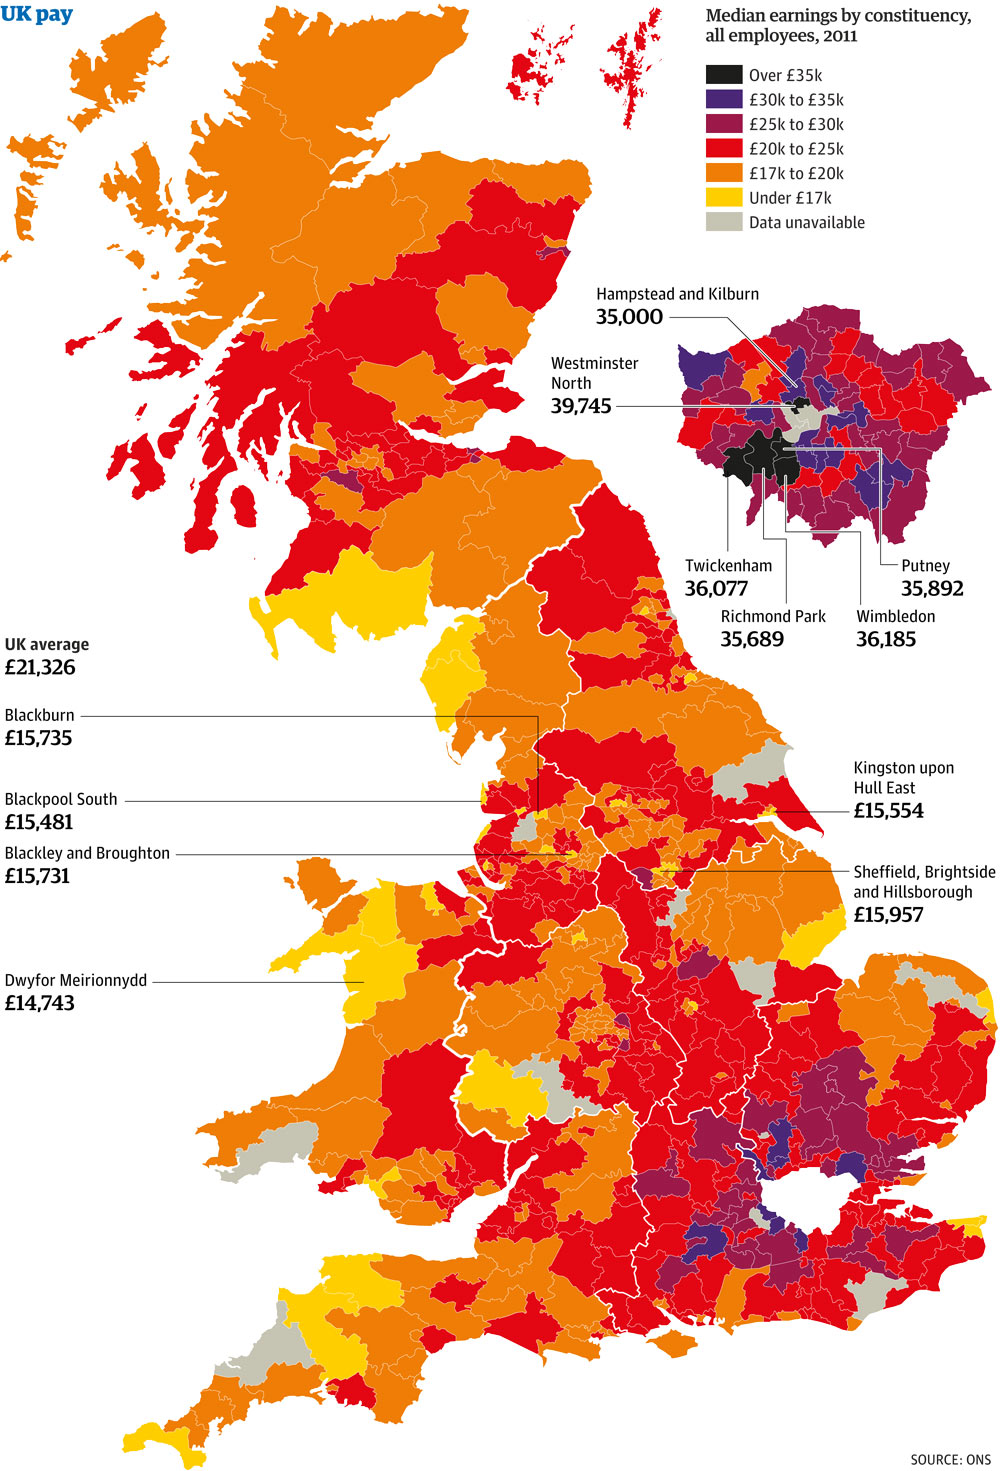 UK pay
Median earnings by constituency,
all employees, 2011
Over £35k
£30k to £35k
£25k to £30k
£20k to £25k
£17k to £20k
Under £17k
Data unavailable
Hampstead and Kilburn
35,000
Westminster
North
39,745
Twickenham
36,077
Richmond Park
35,689
Wimbledon
36,185
Putney
35,892
UK average
£21,326
Blackburn
£15,735
Blackpool South
£15,481
Blackley and Broughton
£15,731
Dwyfor Meirionnydd
£14,743
Kingston upon
Hull East
£15,554
Sheffield, Brightside
and Hillsborough
£15,957
SOURCE: ONS